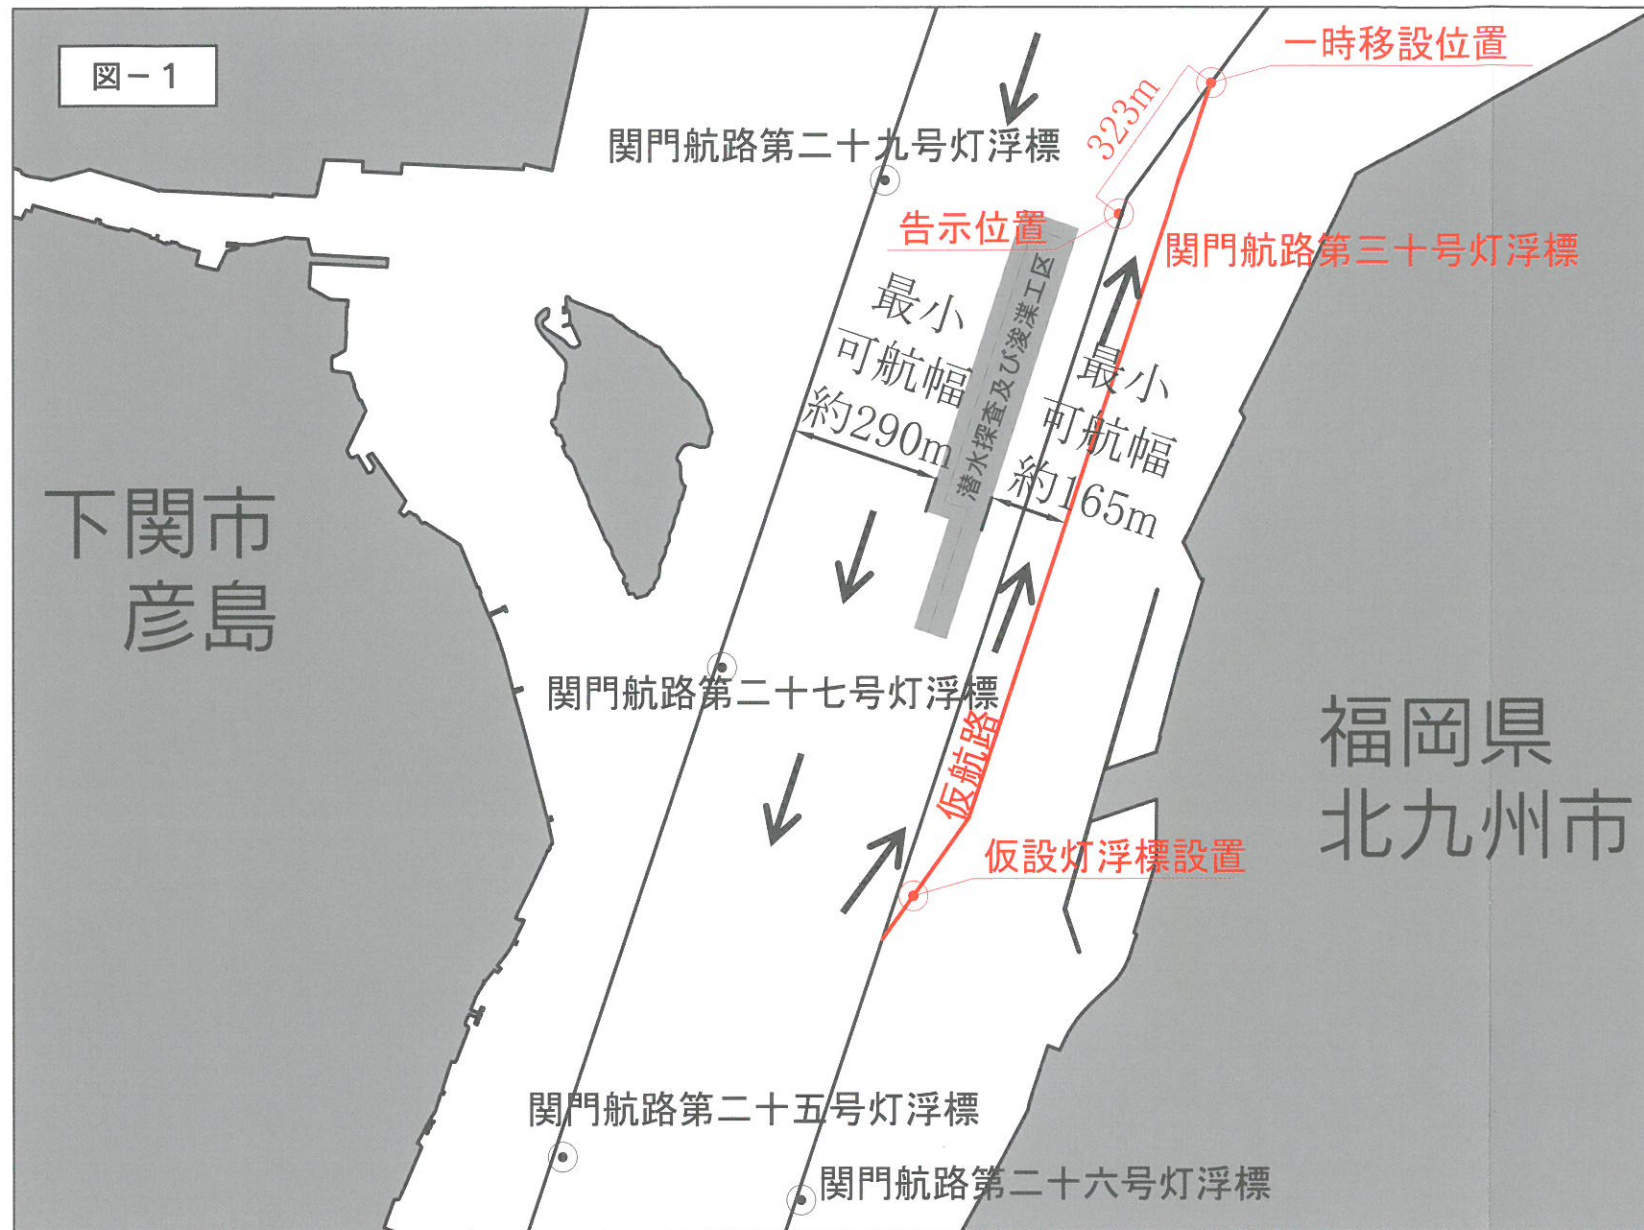 図-1
一時移設位置
323m
関門航路第二十九号灯浮標
告示位置
関門航路第三十号灯浮標
最小
可航幅
約290m
潜水探査及び浚渫工区
最小
可航幅
約165m
下関市
彦島
関門航路第二十七号灯浮標
仮航路
福岡県
北九州市
仮設灯浮標設置
関門航路第二十五号灯浮標
関門航路第二十六号灯浮標